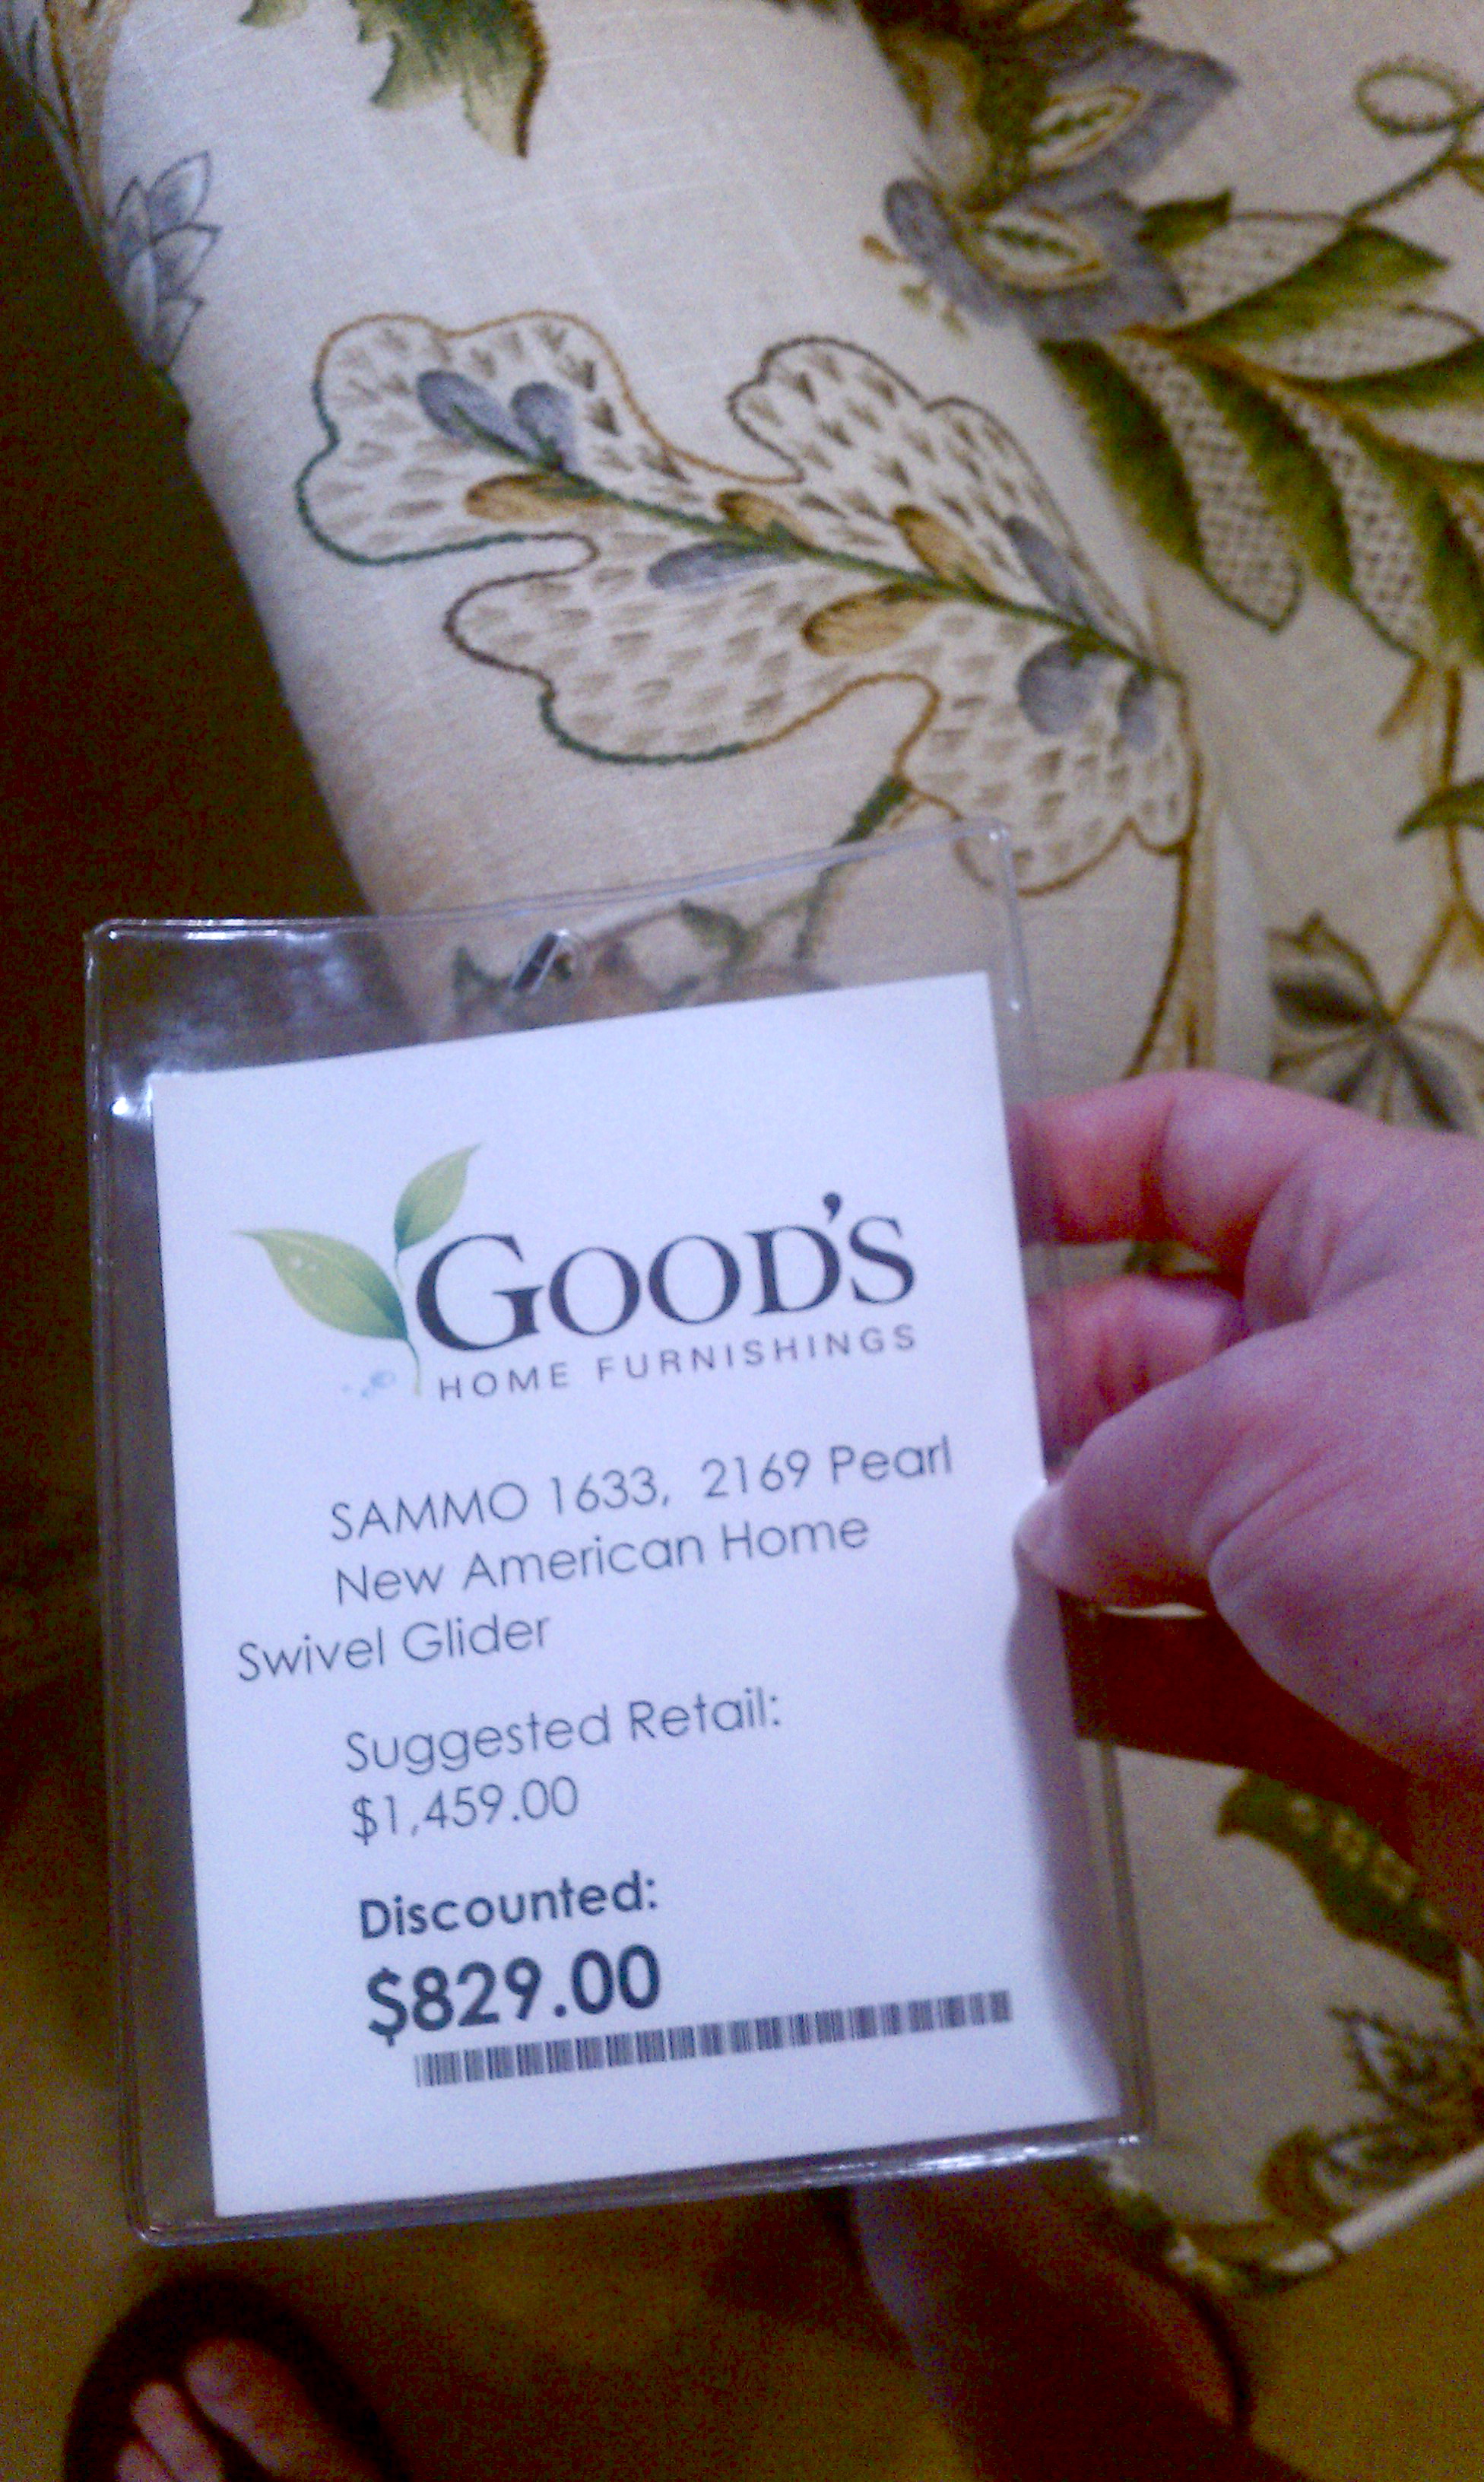 GOOD'S
HOME FURNISHINGS
SAMMO 1633, 2169 Pearl
New American Home
Swivel Glider
Suggested Retail:
$1,459.00
Discounted:
$829.00